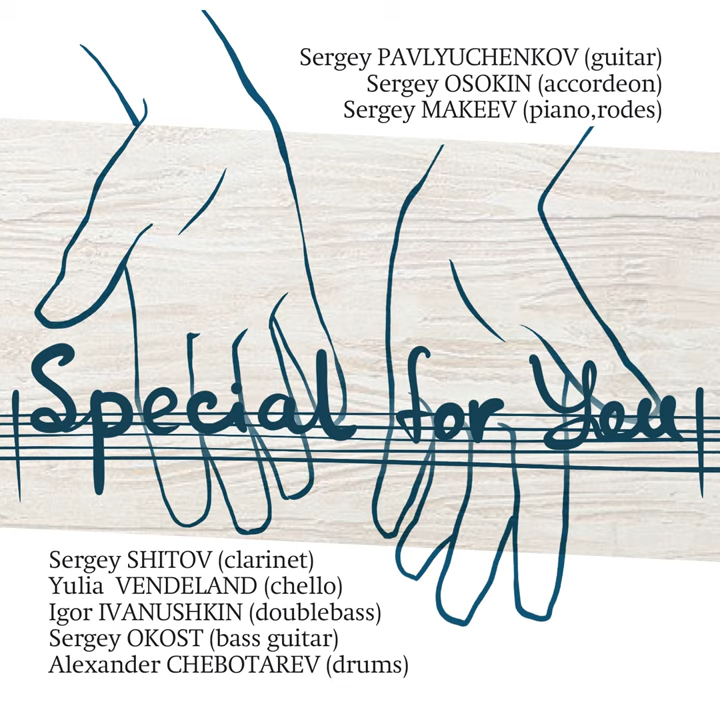 Sergey PAVLYUCHENKOV (guitar)
Sergey OSOKIN (accordeon)
Sergey MAKEEV (piano,rodes)
Special for You
Sergey SHITOV (clarinet)
Yulia VENDELAND (chello)
Igor IVANUSHKIN (doublebass)
Sergey OKOST (bass guitar)
Alexander CHEBOTAREV (drums)